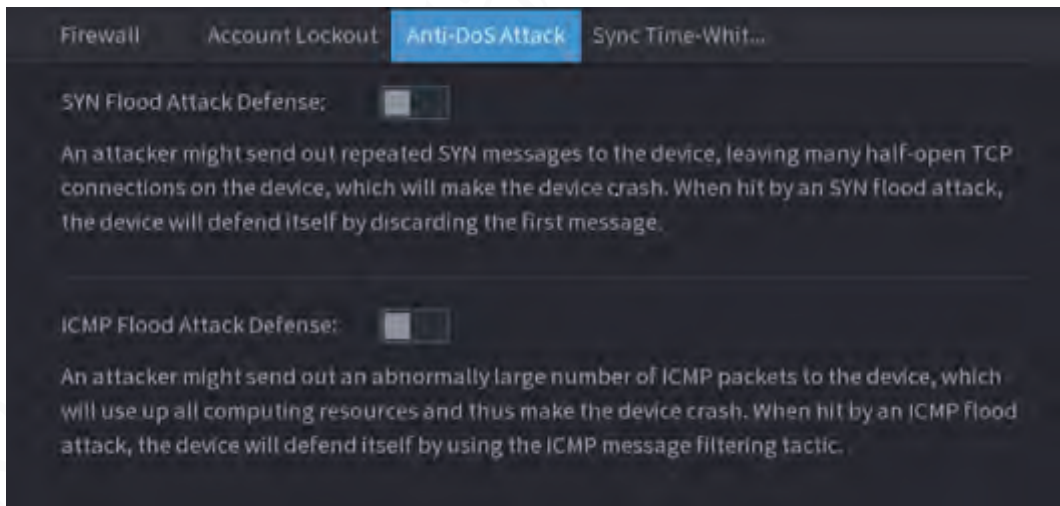 Firewall Account Lockout Anti-DoS Attack Sync Time-Whit...
SYN Flood Attack Defense:
An attacker might send out repeated SYN messages to the device, leaving many half-open TCP
connections on the device, which will make the device crash. When hit by an SYN flood attack,
the device will defend itself by discarding the first message.
ICMP Flood Attack Defense:
An attacker might send out an abnormally large number of ICMP packets to the device, which
will use up all computing resources and thus make the device crash. When hit by an ICMP flood
attack, the device will defend itself by using the ICMP message filtering tactic.